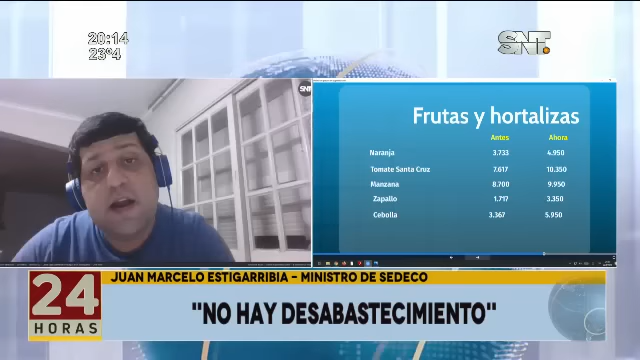 20:14
23°4
SNT.
SNT
Frutas y hortalizas
Antes Ahora
Naranja 3.733 4.950
Tomate Santa Cruz 7.617 10.350
Manzana 8.700 9.950
Zapallo 1.717 3.350
Cebolla 3.367 5.950
24
HORAS
JUAN MARCELO ESTIGARRIBIA - MINISTRO DE SEDECO
"NO HAY DESABASTECIMIENTO"